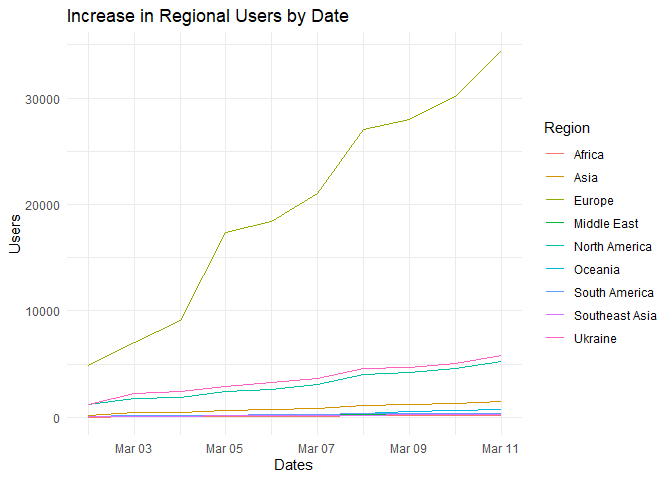 Increase in Regional Users by Date
30000
20000
10000
0
Users
Mar 03
Mar 05
Mar 07
Mar 09
Mar 11
Dates
Region
Africa
Asia
Europe
Middle East
North America
Oceania
South America
Southeast Asia
Ukraine